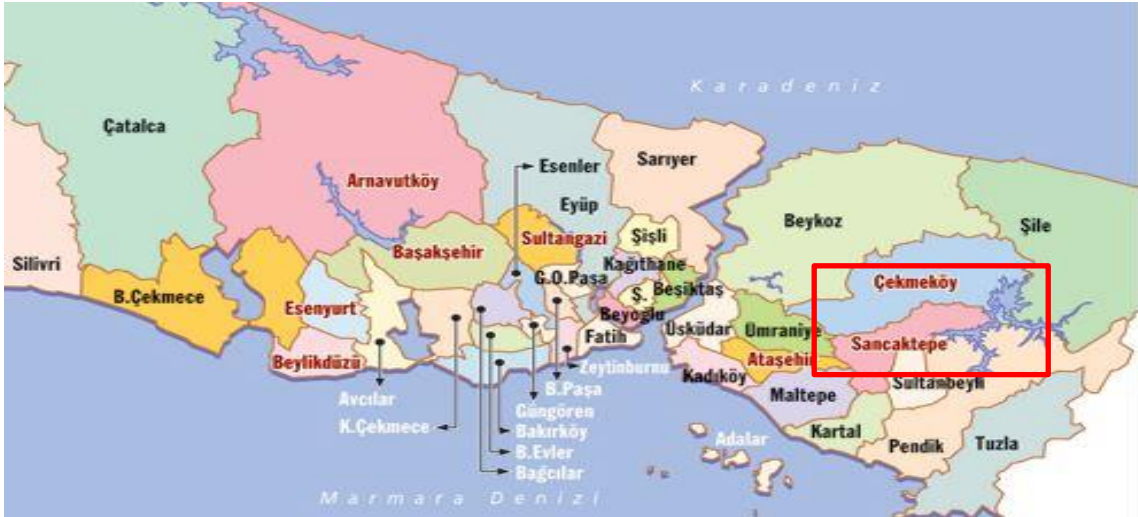 Karadeniz
Çatalca
Esenler
Sarıyer
Arnavutköy
Eyüp
Beykoz
Şile
Sultangazi
Şişli
Başakşehir
Silivri
G.O.Paşa
Kağıthane
B.Çekmece
Beşiktaş
Çekmeköy
Ş.
Esenyurt
Beyoğlu
Üsküdar
Ümraniye
Fatih
Sancaktepe
Beylikdüzü
Zeytinburnu
Ataşehir
Kadıköy
Sultanbeyli
B.Paşa
Maltepe
Avcılar
Güngören
K.Çekmece
Bakırköy
Kartal
Adalar
Pendik
Tuzla
B.Evler
Bağcılar
Marmara Denizi